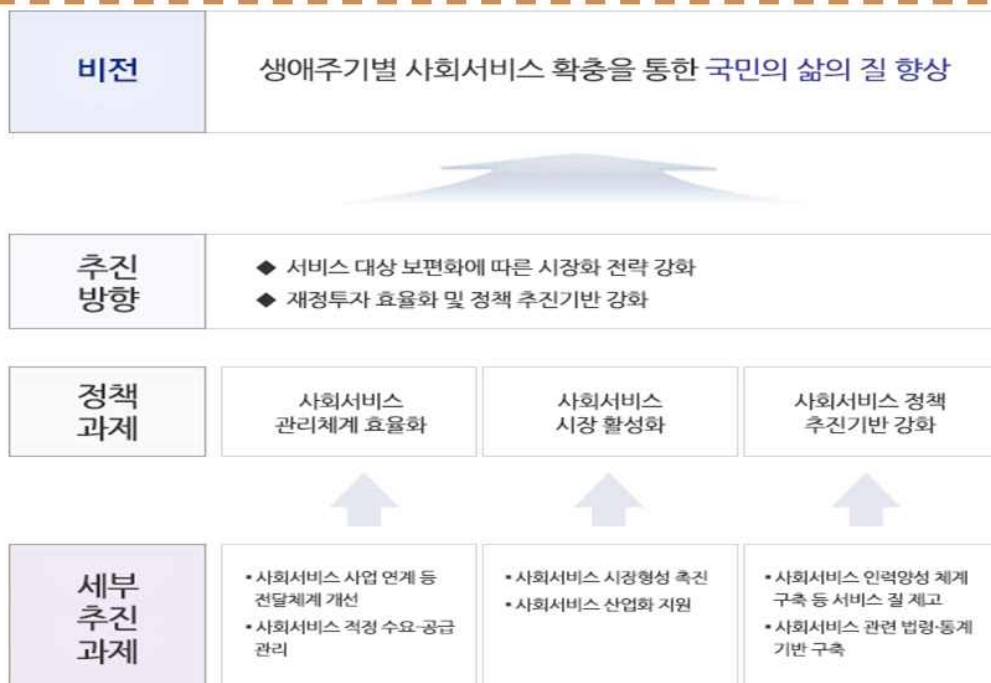 비전
생애주기별 사회서비스 확충을 통한 국민의 삶의 질 향상
추진
방향
◆ 서비스 대상 보편화에 따른 시장화 전략 강화
◆ 재정투자 효율화 및 정책 추진기반 강화
정책
과제
사회서비스
관리체계 효율화
사회서비스
시장 활성화
사회서비스 정책
추진기반 강화
세부
추진
과제
▪ 사회서비스 사업 연계 등
전달체계 개선
▪ 사회서비스 적정 수요·공급
관리
▪ 사회서비스 시장형성 촉진
▪ 사회서비스 산업화 지원
▪ 사회서비스 인력양성 체계
구축 등 서비스 질 제고
▪ 사회서비스 관련 법령·통계
기반 구축